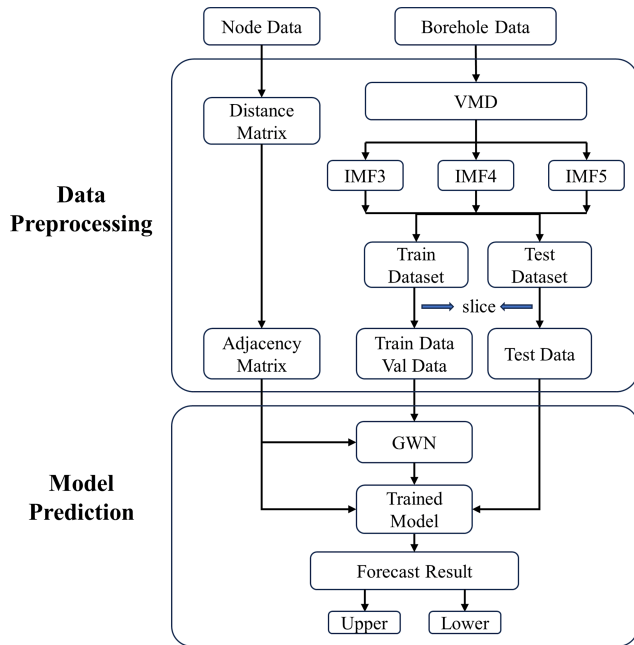 Node Data
Borehole Data
Data
Preprocessing
Distance
Matrix
VMD
IMF3
IMF4
IMF5
Train
Dataset
Test
Dataset
slice
Adjacency
Matrix
Train Data
Val Data
Test Data
Model
Prediction
GWN
Trained
Model
Forecast Result
Upper
Lower